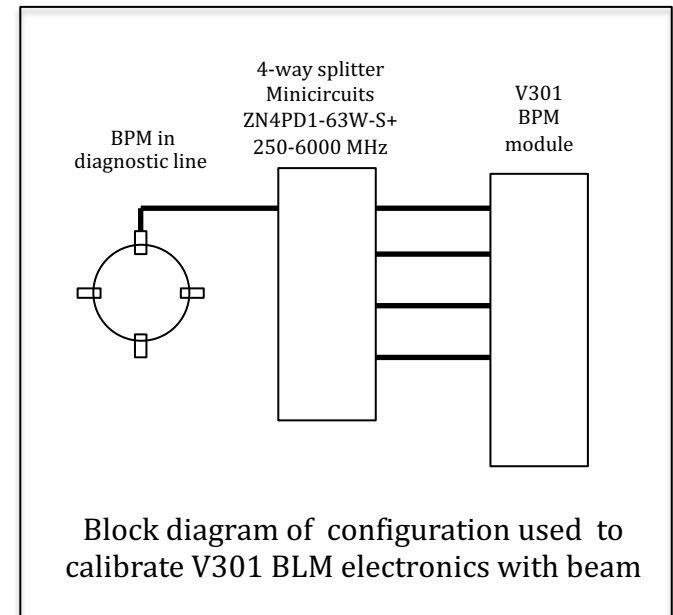 4-way splitter
Minicircuits
ZN4PD1-63W-S+
250-6000 MHz
V301
BPM
module
BPM in
diagnostic line
Block diagram of configuration used to
calibrate V301 BLM electronics with beam